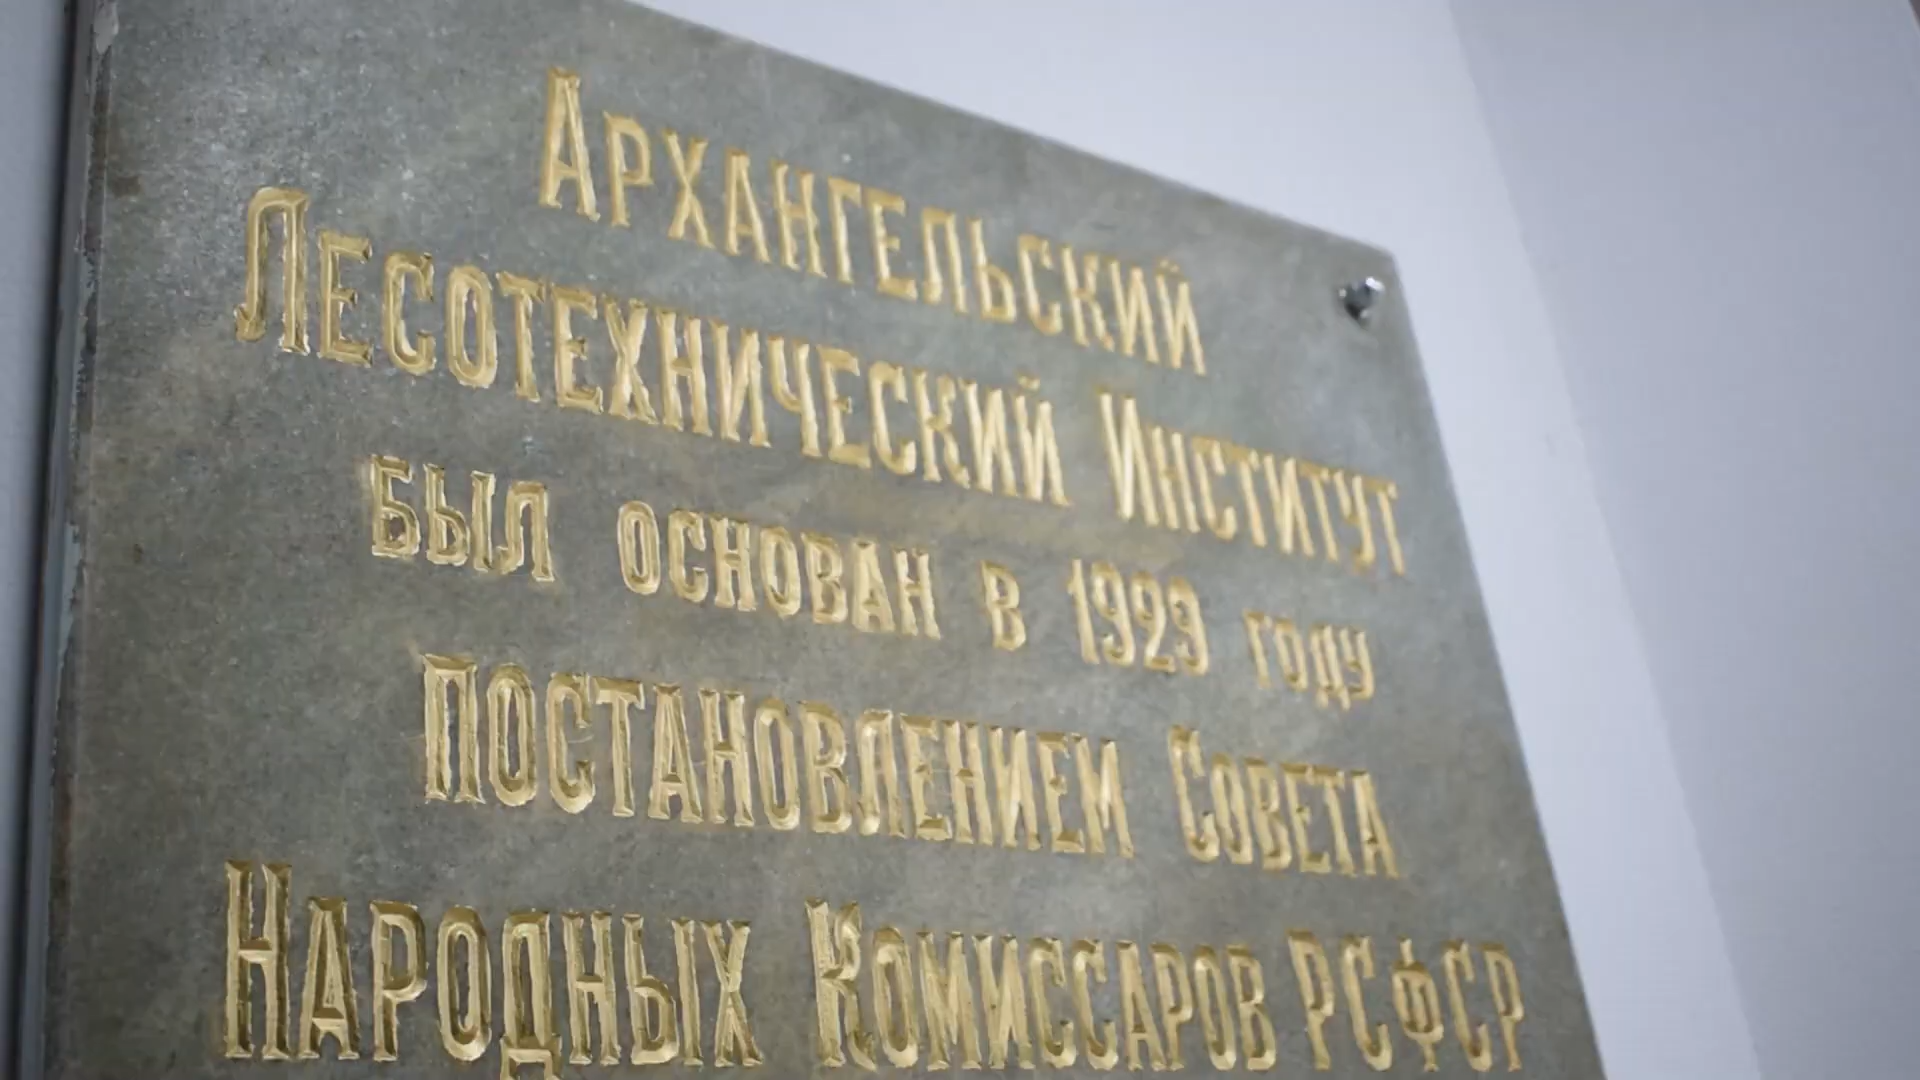 Архангельский
Лесотехнический Институт
был основан в 1929 году
постановлением Совета
Народных Комиссаров РСФСР